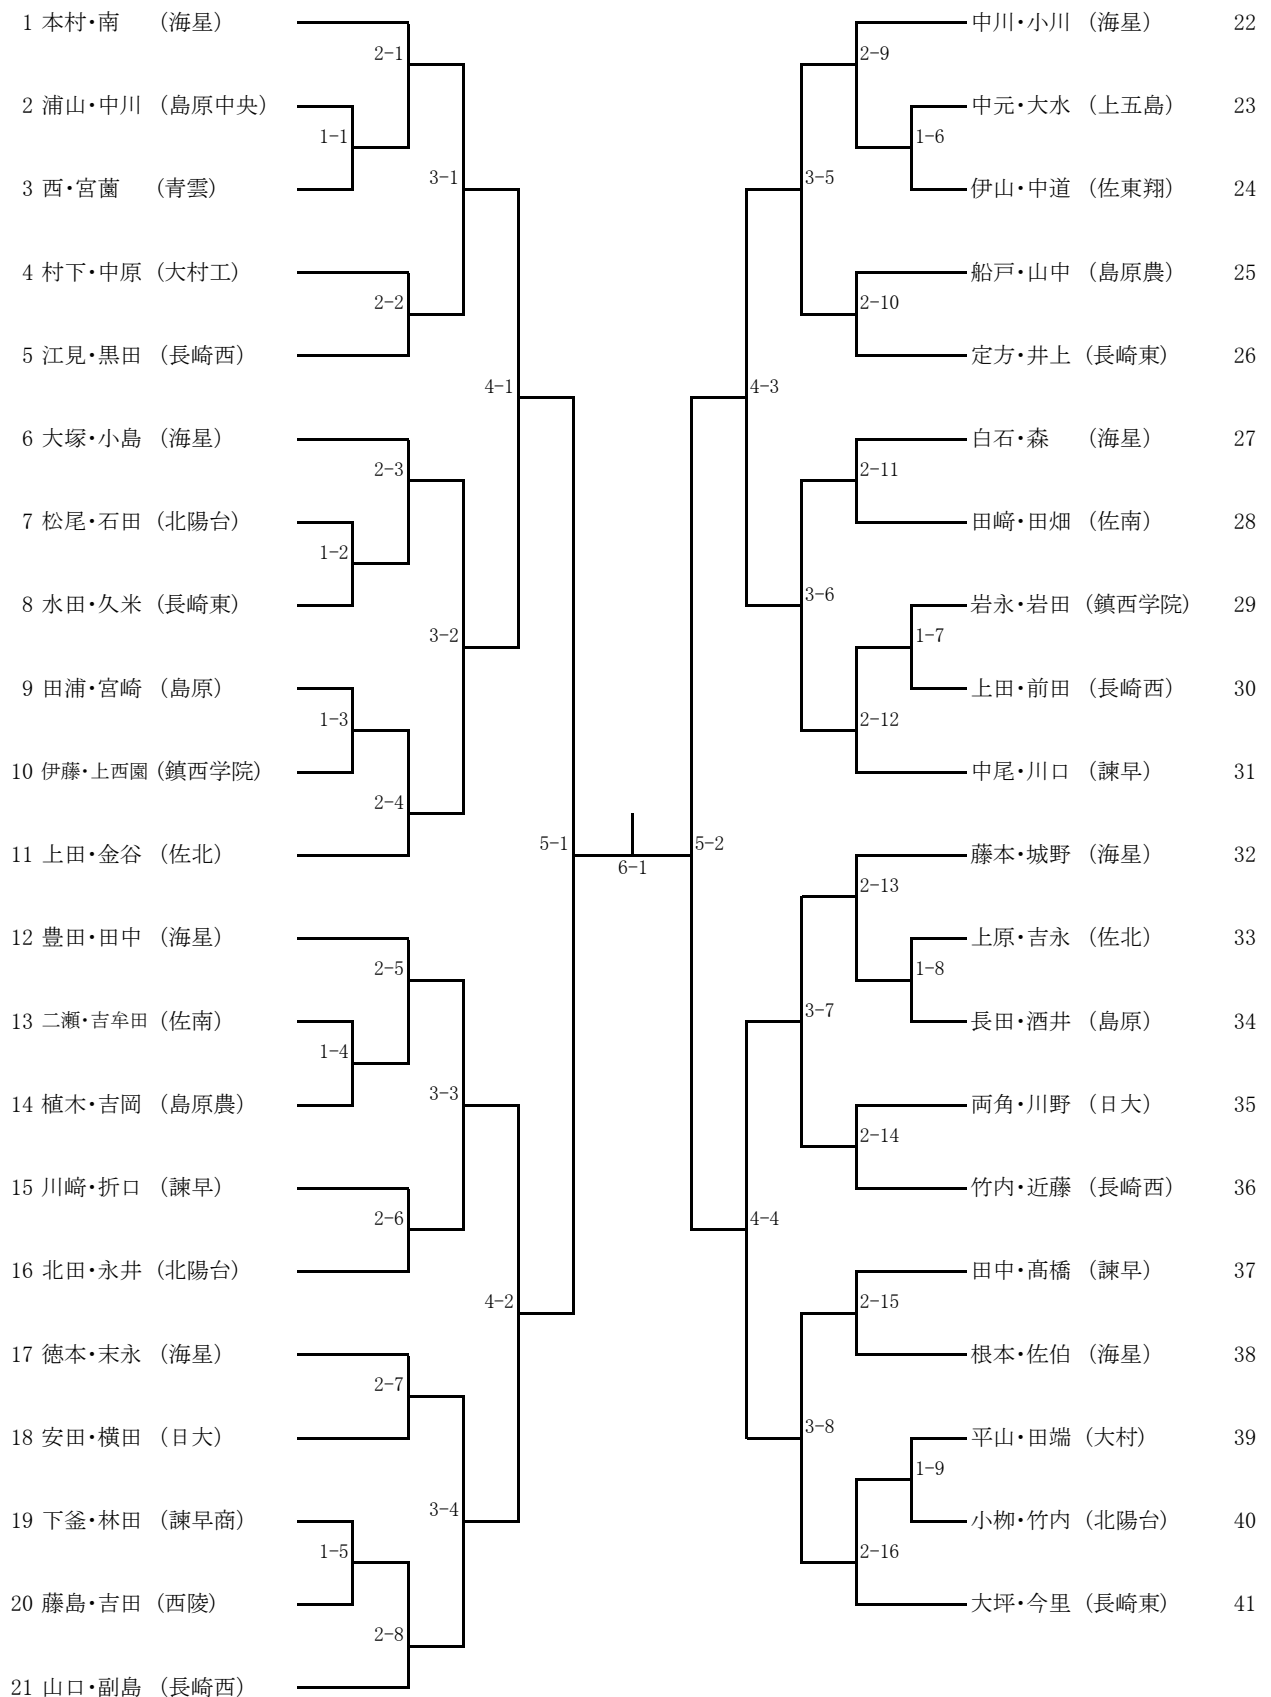 1 本村・南 （海星）
2-1
2 浦山・中川 （島原中央）
1-1
3 西・宮薗 （青雲）
3-1
4 村下・中原 （大村工）
2-2
5 江見・黒田 （長崎西）
4-1
6 大塚・小島 （海星）
2-3
7 松尾・石田 （北陽台）
1-2
8 水田・久米 （長崎東）
3-2
9 田浦・宮崎 （島原）
1-3
10 伊藤・上西園 （鎮西学院）
2-4
11 上田・金谷 （佐北）
5-1
12 豊田・田中 （海星）
2-5
13 二瀬・吉牟田 （佐南）
1-4
14 植木・吉岡 （島原農）
3-3
15 川﨑・折口 （諫早）
2-6
16 北田・永井 （北陽台）
4-2
17 徳本・末永 （海星）
2-7
18 安田・横田 （日大）
3-4
19 下釜・林田 （諫早商）
1-5
20 藤島・吉田 （西陵）
2-8
21 山口・副島 （長崎西）
6-1
中川・小川 （海星） 22
2-9
中元・大水 （上五島） 23
1-6
伊山・中道 （佐東翔） 24
3-5
船戸・山中 （島原農） 25
2-10
定方・井上 （長崎東） 26
4-3
白石・森 （海星） 27
2-11
田﨑・田畑 （佐南） 28
3-6
岩永・岩田 （鎮西学院） 29
1-7
上田・前田 （長崎西） 30
2-12
中尾・川口 （諫早） 31
5-2
藤本・城野 （海星） 32
2-13
上原・吉永 （佐北） 33
1-8
長田・酒井 （島原） 34
3-7
両角・川野 （日大） 35
2-14
竹内・近藤 （長崎西） 36
4-4
田中・髙橋 （諫早） 37
2-15
根本・佐伯 （海星） 38
3-8
平山・田端 （大村） 39
1-9
小栁・竹内 （北陽台） 40
2-16
大坪・今里 （長崎東） 41